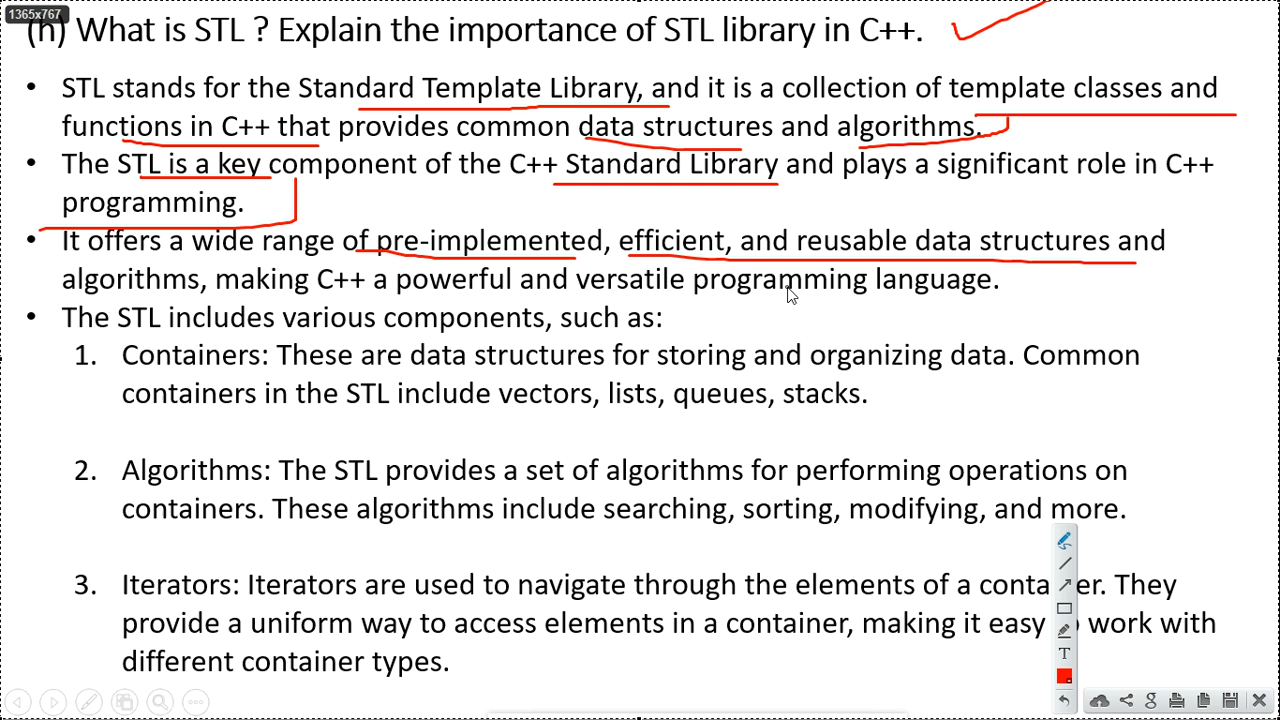 1365x767
(h) What is STL ? Explain the importance of STL library in C++.
• STL stands for the Standard Template Library, and it is a collection of template classes and
functions in C++ that provides common data structures and algorithms.
• The STL is a key component of the C++ Standard Library and plays a significant role in C++
programming.
• It offers a wide range of pre-implemented, efficient, and reusable data structures and
algorithms, making C++ a powerful and versatile programming language.
• The STL includes various components, such as:
1. Containers: These are data structures for storing and organizing data. Common
containers in the STL include vectors, lists, queues, stacks.
2. Algorithms: The STL provides a set of algorithms for performing operations on
containers. These algorithms include searching, sorting, modifying, and more.
3. Iterators: Iterators are used to navigate through the elements of a container. They
provide a uniform way to access elements in a container, making it easy to work with
different container types.
T
g